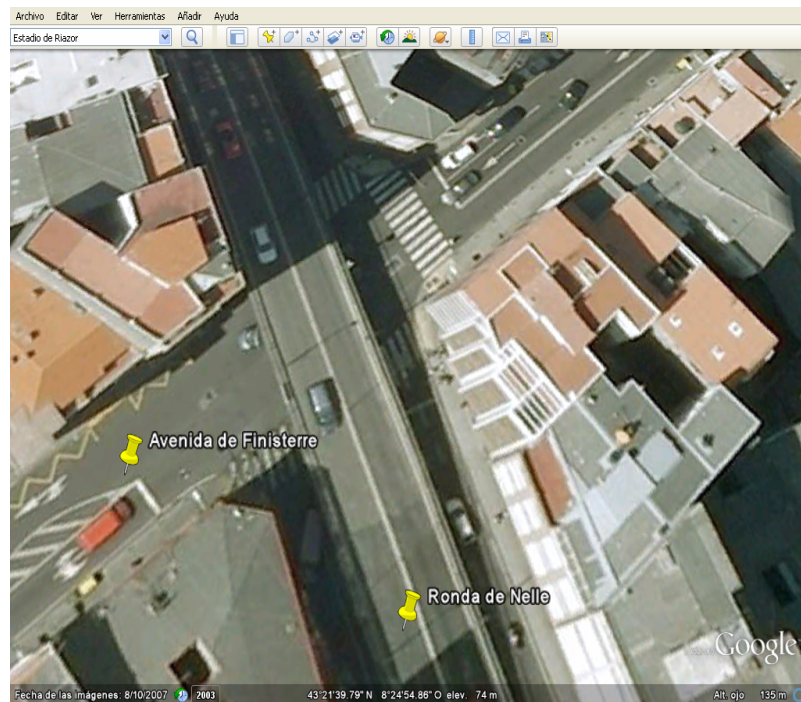 Archivo Editar Ver Herramientas Añadir Ayuda
Estadio de Riazor
Avenida de Finisterre
Ronda de Nelle
Google
Fecha de las imágenes: 8/10/2007 2003 43°21'39.79" N 8°24'54.86" O elev. 74 m Alt. ojo 135 m